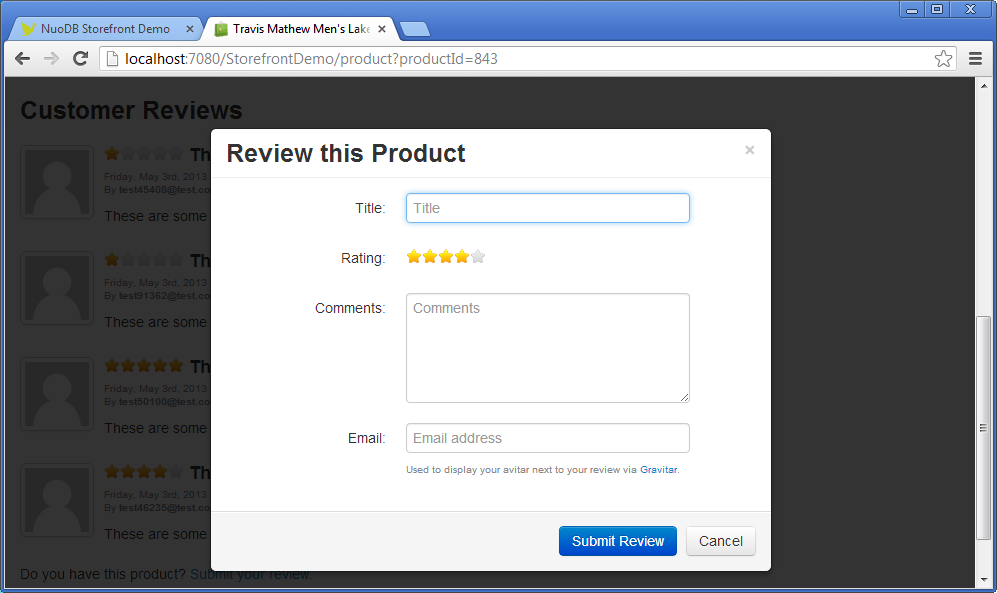 NuoDB Storefront Demo
Travis Mathew Men's Lake
localhost:7080/StorefrontDemo/product?productId=843
Customer Reviews
Th
Friday, May 3rd, 2013
By test45408@test.co
These are some
Th
Friday, May 3rd, 2013
By test91362@test.co
These are some
Th
Friday, May 3rd, 2013
By test50100@test.co
These are some
Th
Friday, May 3rd, 2013
By test46235@test.co
These are some
Do you have this product? Submit your review.
Review this Product
×
Title:
Title
Rating:
Comments:
Comments
Email:
Email address
Used to display your avitar next to your review via Gravitar.
Submit Review
Cancel